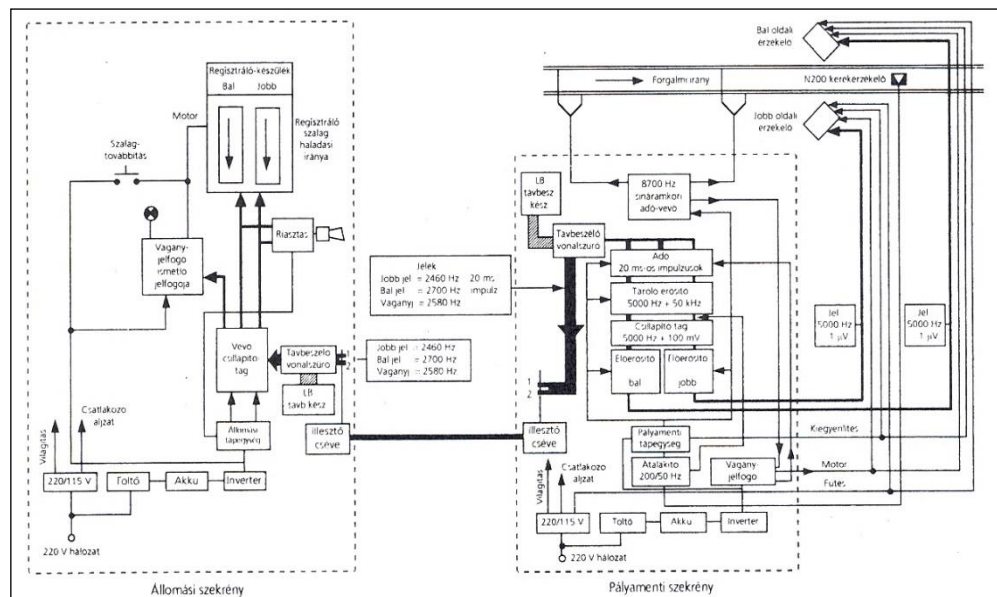 Regisztráló-készülék
Bal
Jobb
Motor
Regisztráló
szalag
haladási
iránya
Szalag-
továbbítás
Riasztás
Vágány-
jelfogó
ismétlő
jelfogója
Vevő
csillapító
tag
Távbeszélő
vonalszűrő
1
2
LB
távb kész
Állomási
tápegység
Világítás
Csatlakozó
aljzat
220/115 V
Töltő
Akku
Inverter
220 V hálózat
Állomási szekrény
Jelek
Jobb jel = 2460 Hz 20 ms
Bal jel = 2700 Hz impulz
Vágányj = 2580 Hz
Jobb jel = 2460 Hz
Bal jel = 2700 Hz
Vágányj = 2580 Hz
illesztő
cséve
illesztő
cséve
Bal oldali
érzékelő
Forgalmi irány
N200 kerékérzékelő
Jobb oldali
érzékelő
LB
távbesz
kész
8700 Hz
sínáramköri
adó-vevő
Távbeszélő
vonalszűrő
Adó
20 ms-os impulzusok
Tároló erősítő
5000 Hz + 50 kHz
Csillapító tag
5000 Hz + 100 mV
Előerősítő
bal
Előerősítő
jobb
1
2
Jel
5000 Hz
1 µV
Jel
5000 Hz
1 µV
Pályamenti
tápegység
Kiegyenlítés
Átalakító
200/50 Hz
Vágány-
jelfogó
Motor
Fűtés
Világítás
Csatlakozó
aljzat
220/115 V
Töltő
Akku
Inverter
220 V hálózat
Pályamenti szekrény